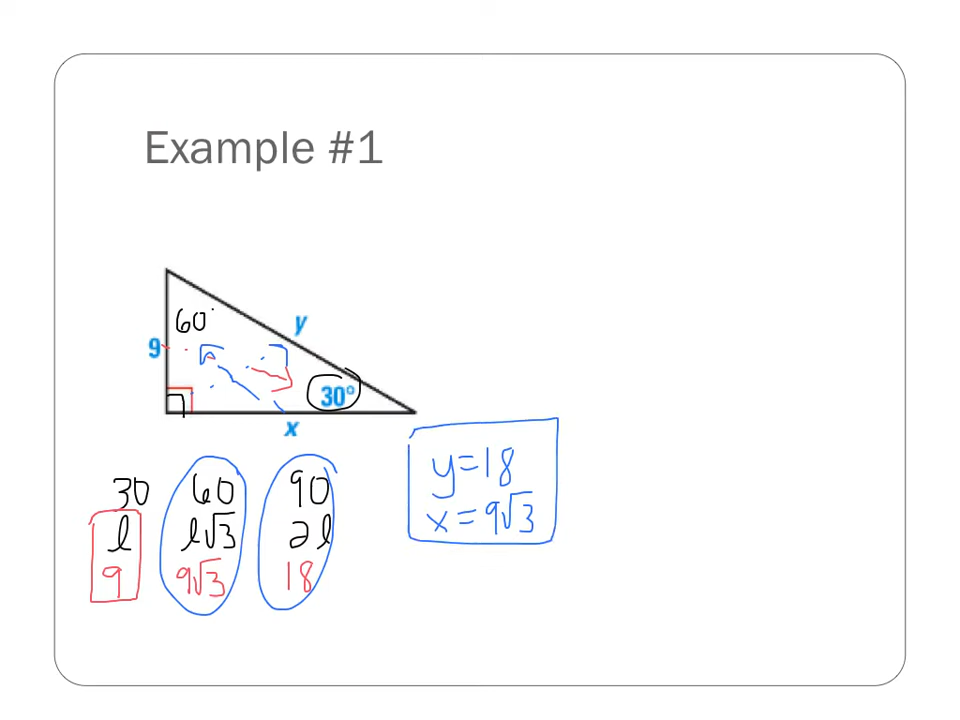 Example #1
60°
9
y
30°
x
30 60 90
l l√3 2l
9 9√3 18
y=18
x=9√3